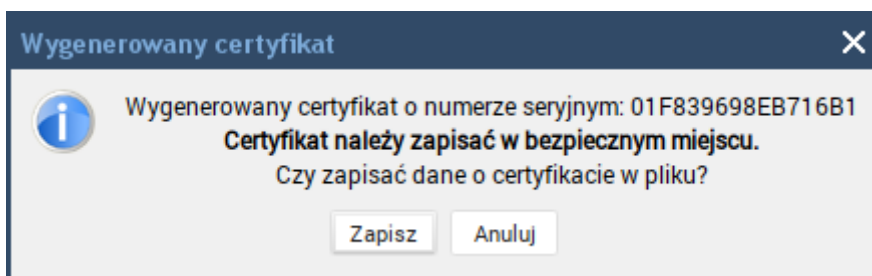 Wygenerowany certyfikat
Wygenerowany certyfikat o numerze seryjnym: 01F839698EB716B1
Certyfikat należy zapisać w bezpiecznym miejscu.
Czy zapisać dane o certyfikacie w pliku?
Zapisz Anuluj